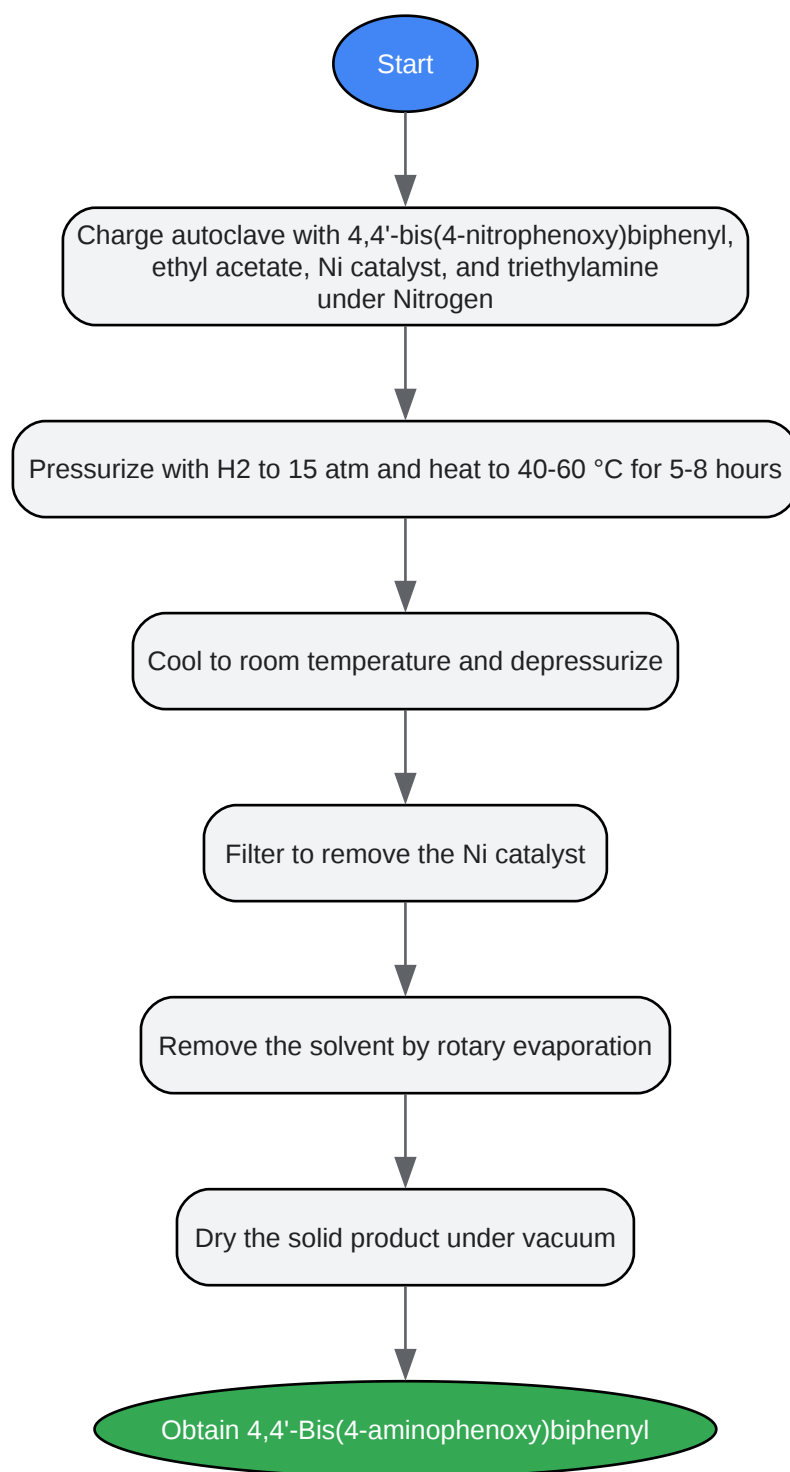 Start
Charge autoclave with 4,4'-bis(4-nitrophenoxy)biphenyl,
ethyl acetate, Ni catalyst, and triethylamine
under Nitrogen
Pressurize with H2 to 15 atm and heat to 40-60 °C for 5-8 hours
Cool to room temperature and depressurize
Filter to remove the Ni catalyst
Remove the solvent by rotary evaporation
Dry the solid product under vacuum
Obtain 4,4'-Bis(4-aminophenoxy)biphenyl